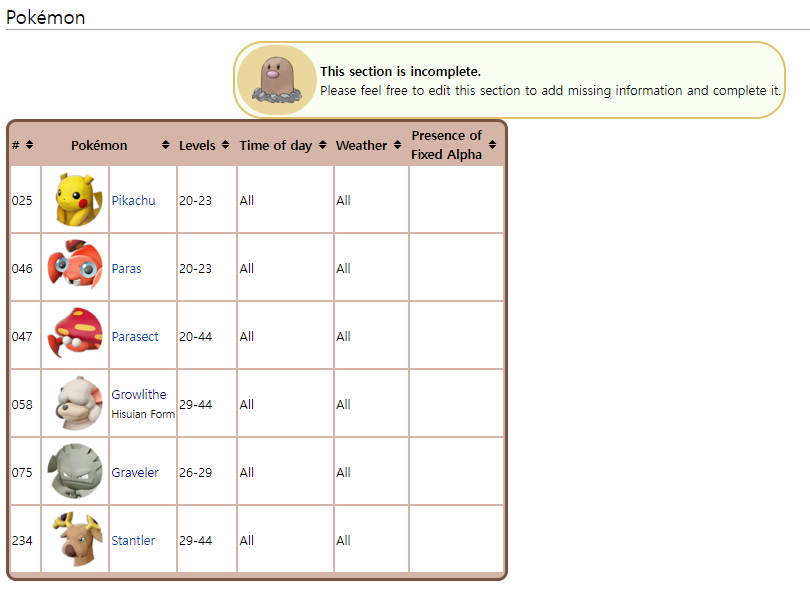 Pokémon
This section is incomplete.
Please feel free to edit this section to add missing information and complete it.
# Pokémon Levels Time of day Weather Presence of
Fixed Alpha
025 Pikachu 20-23 All All
046 Paras 20-23 All All
047 Parasect 20-44 All All
058 Growlithe 29-44 All All
Hisuian Form
075 Graveler 26-29 All All
234 Stantler 29-44 All All